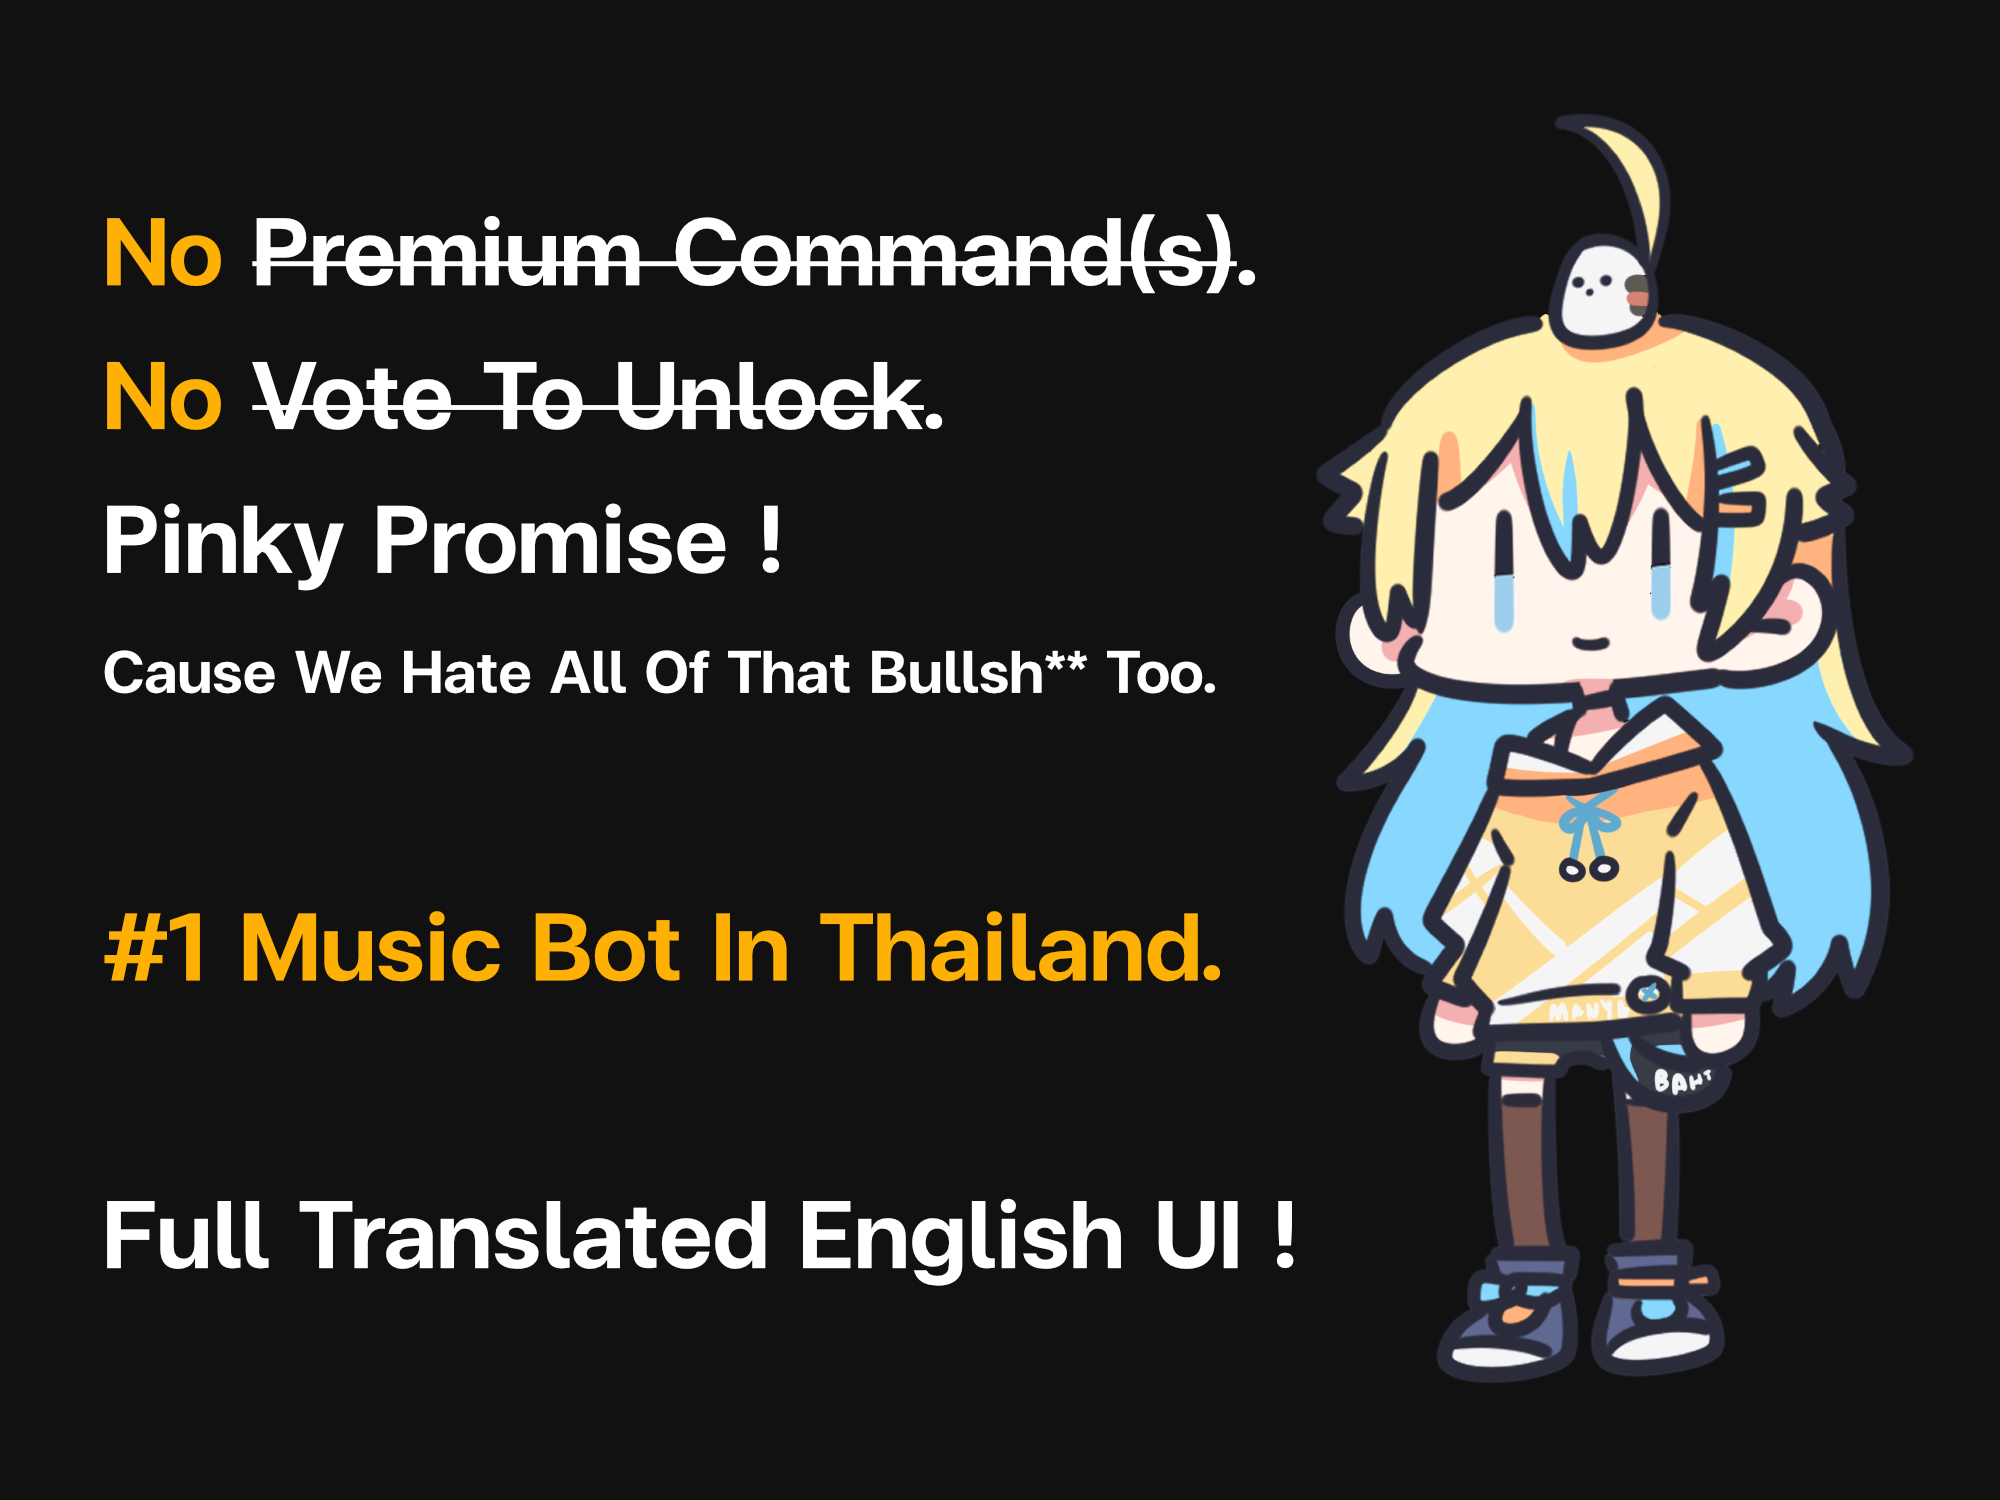 No Premium Command(s).
No Vote To Unlock.
Pinky Promise !
Cause We Hate All Of That Bullsh** Too.
#1 Music Bot In Thailand.
Full Translated English UI !
BAHT